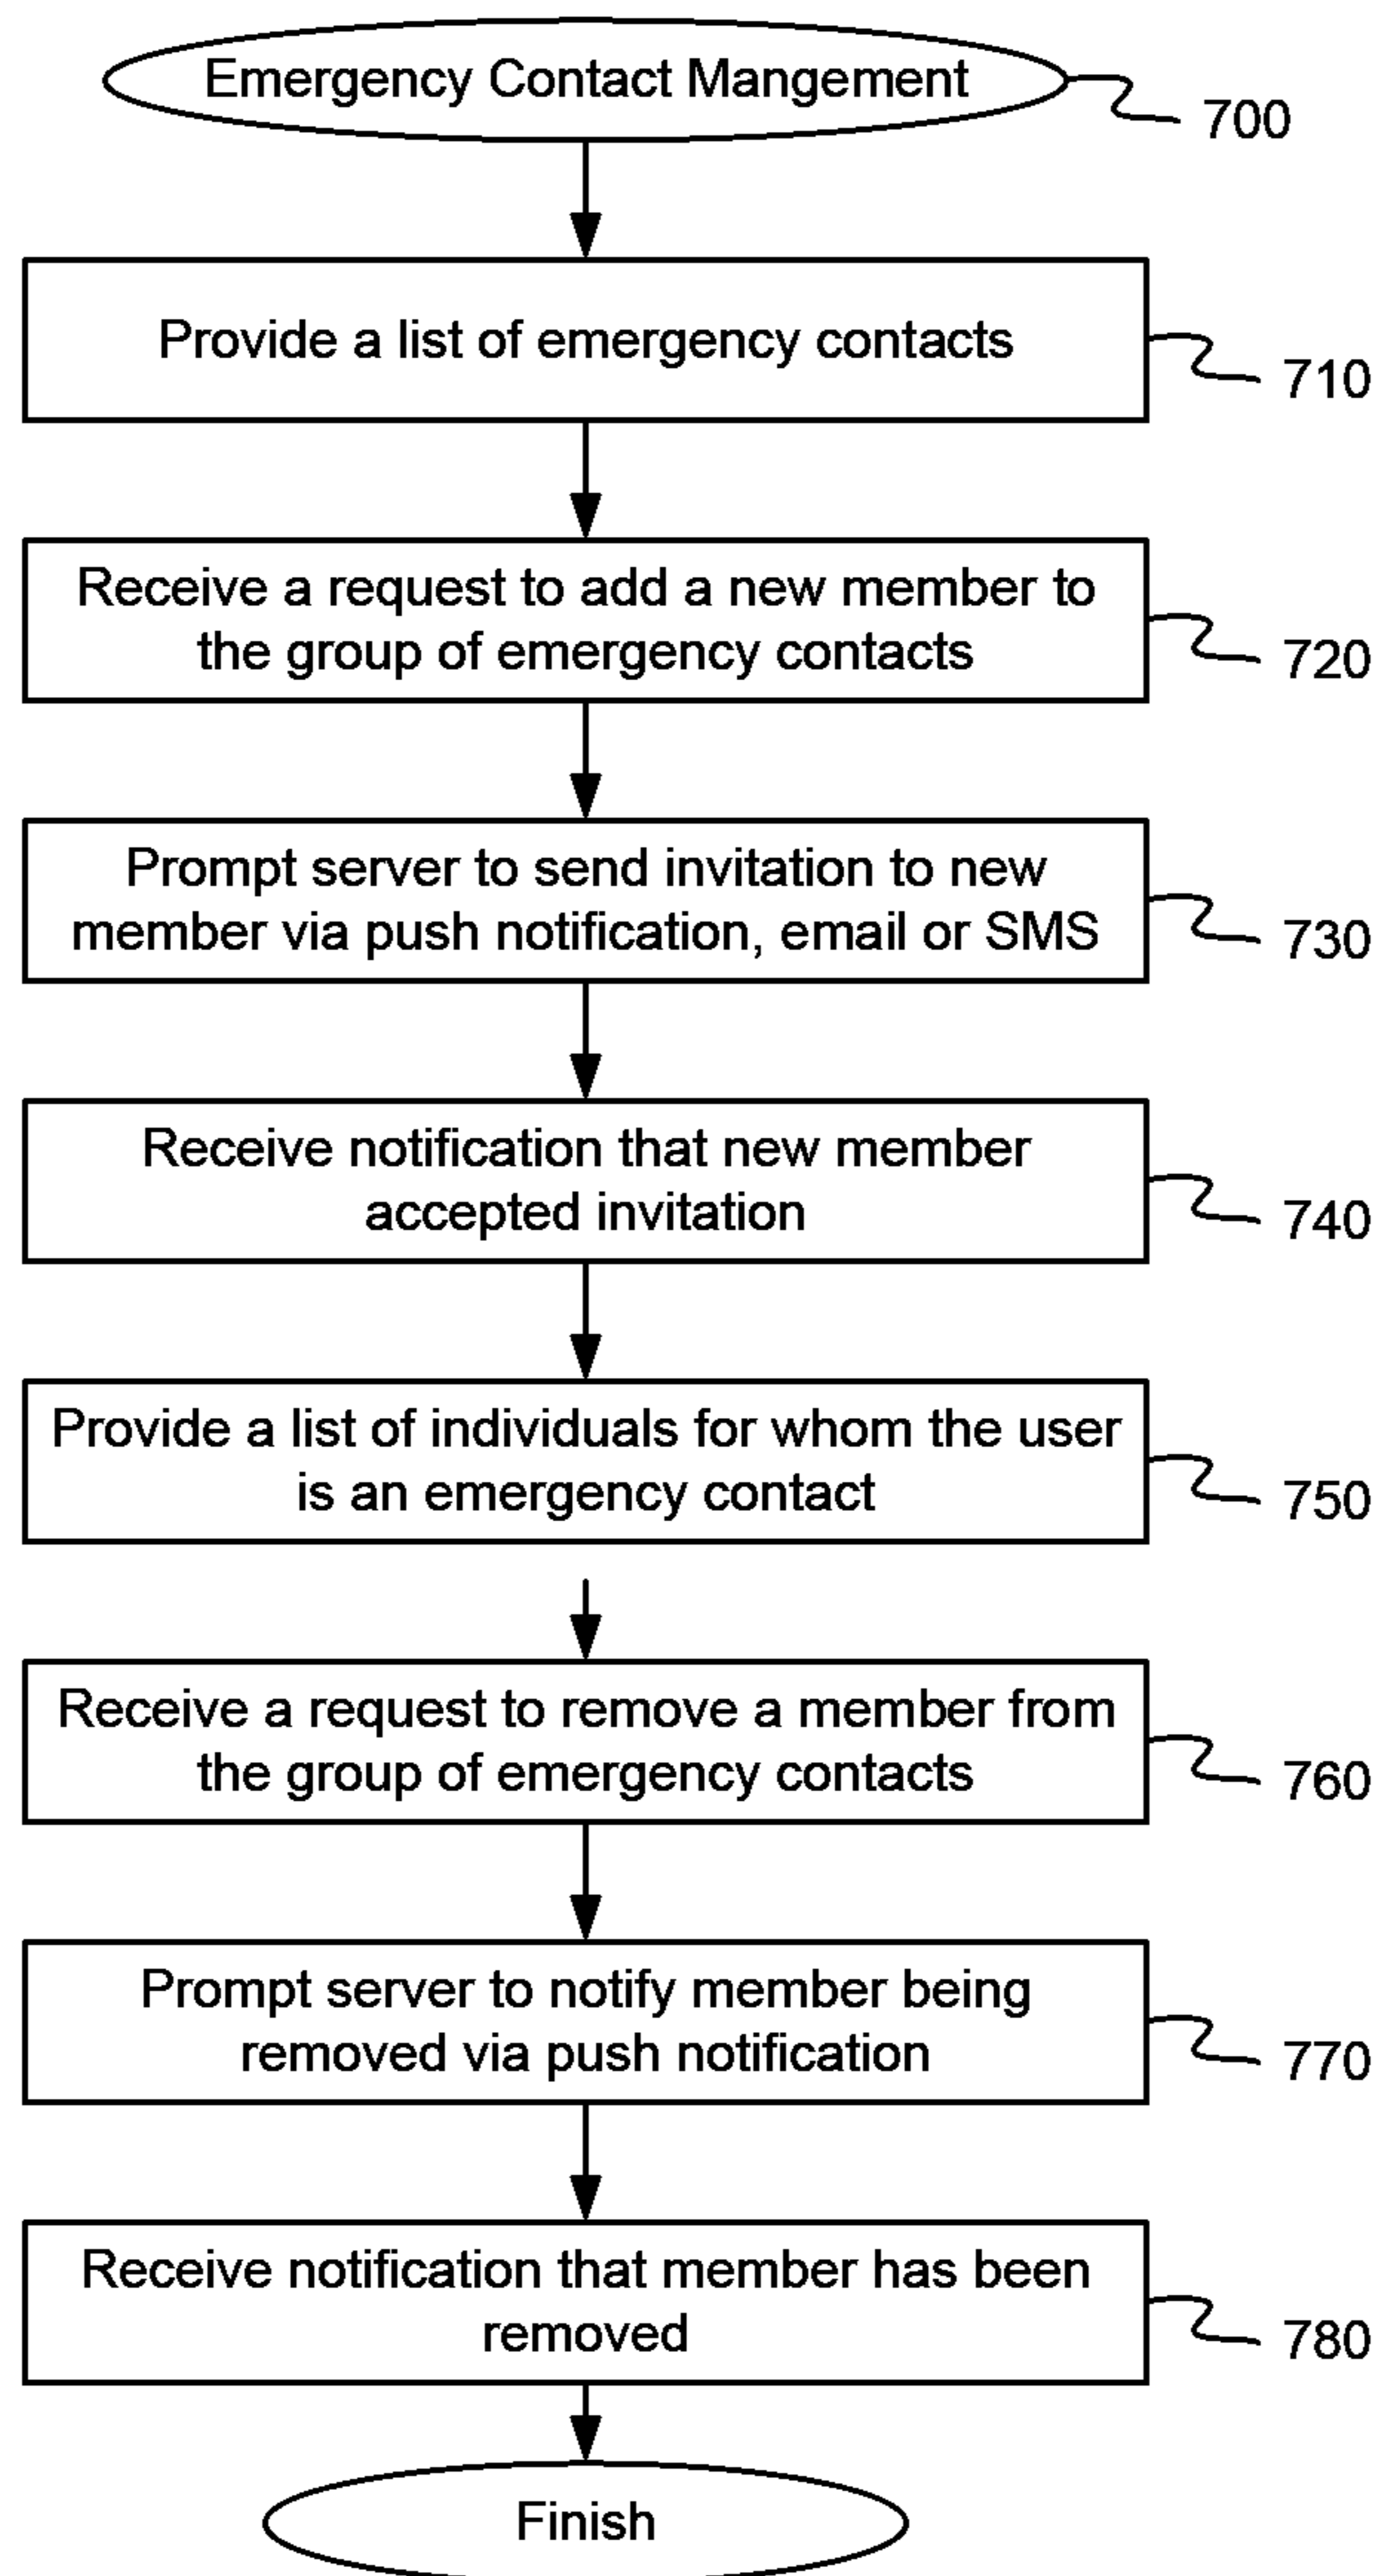 Emergency Contact Mangement
700
Provide a list of emergency contacts
710
Receive a request to add a new member to
the group of emergency contacts
720
Prompt server to send invitation to new
member via push notification, email or SMS
730
Receive notification that new member
accepted invitation
740
Provide a list of individuals for whom the user
is an emergency contact
750
Receive a request to remove a member from
the group of emergency contacts
760
Prompt server to notify member being
removed via push notification
770
Receive notification that member has been
removed
780
Finish